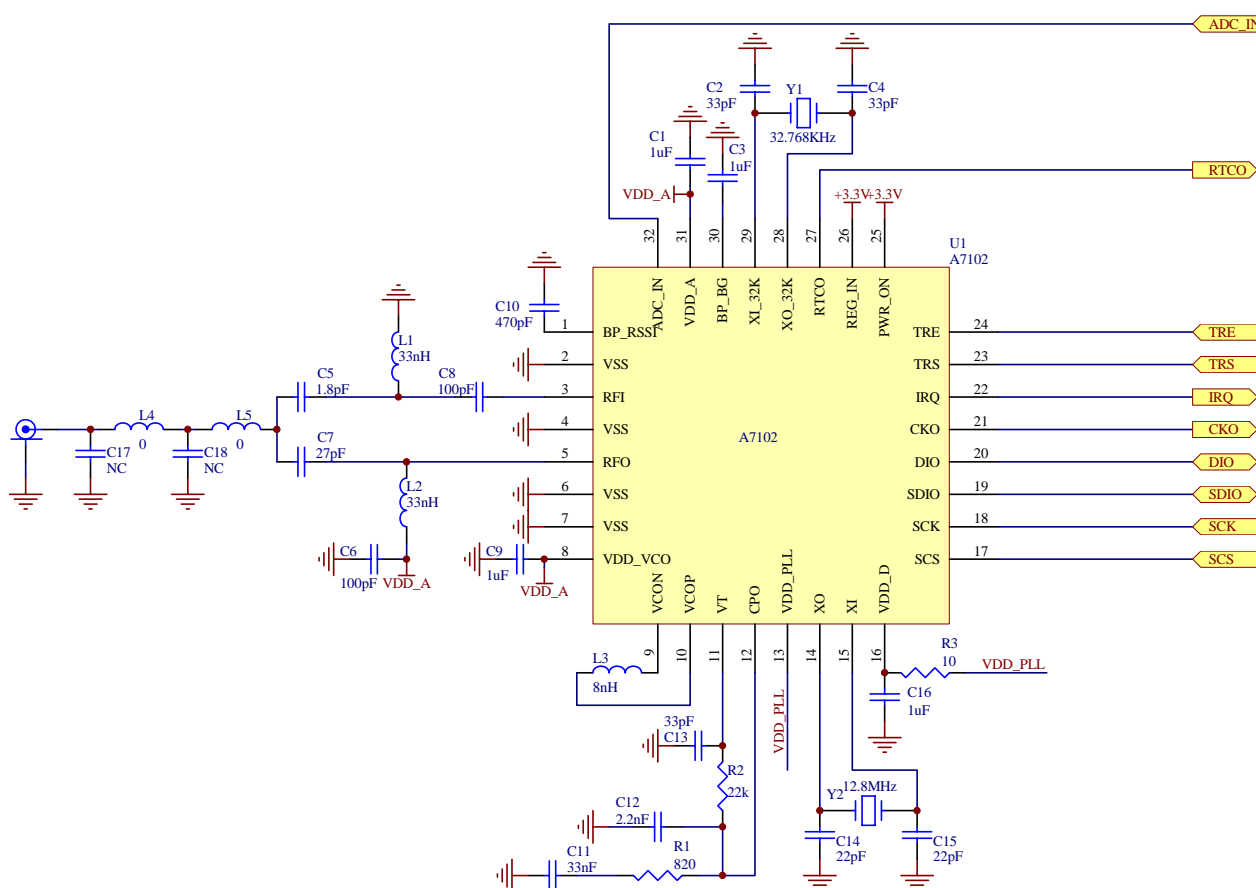 ADC_IN
C2
33pF
Y1
32.768KHz
C4
33pF
C1
1uF
C3
1uF
VDD_A
RTCO
+3.3V
+3.3V
32
31
30
29
28
27
26
25
U1
A7102
ADC_IN
VDD_A
BP_BG
XI_32K
XO_32K
RTCO
REG_IN
PWR_ON
C10
470pF
1
BP_RSSI
2
VSS
3
RFI
4
VSS
5
RFO
6
VSS
7
VSS
8
VDD_VCO
A7102
TRE
24
TRE
TRS
23
TRS
IRQ
22
IRQ
CKO
21
CKO
DIO
20
DIO
SDIO
19
SDIO
SCK
18
SCK
SCS
17
SCS
L1
33nH
C5
1.8pF
C8
100pF
L4
0
L5
0
C17
NC
C18
NC
C7
27pF
L2
33nH
C6
100pF
VDD_A
C9
1uF
VDD_A
VCON
VCOP
VT
CPO
VDD_PLL
XO
XI
VDD_D
9
10
11
12
13
14
15
16
L3
8nH
R3
10
VDD_PLL
C16
1uF
VDD_PLL
33pF
C13
R2
22k
Y2
12.8MHz
C12
2.2nF
C14
22pF
C15
22pF
C11
33nF
R1
820